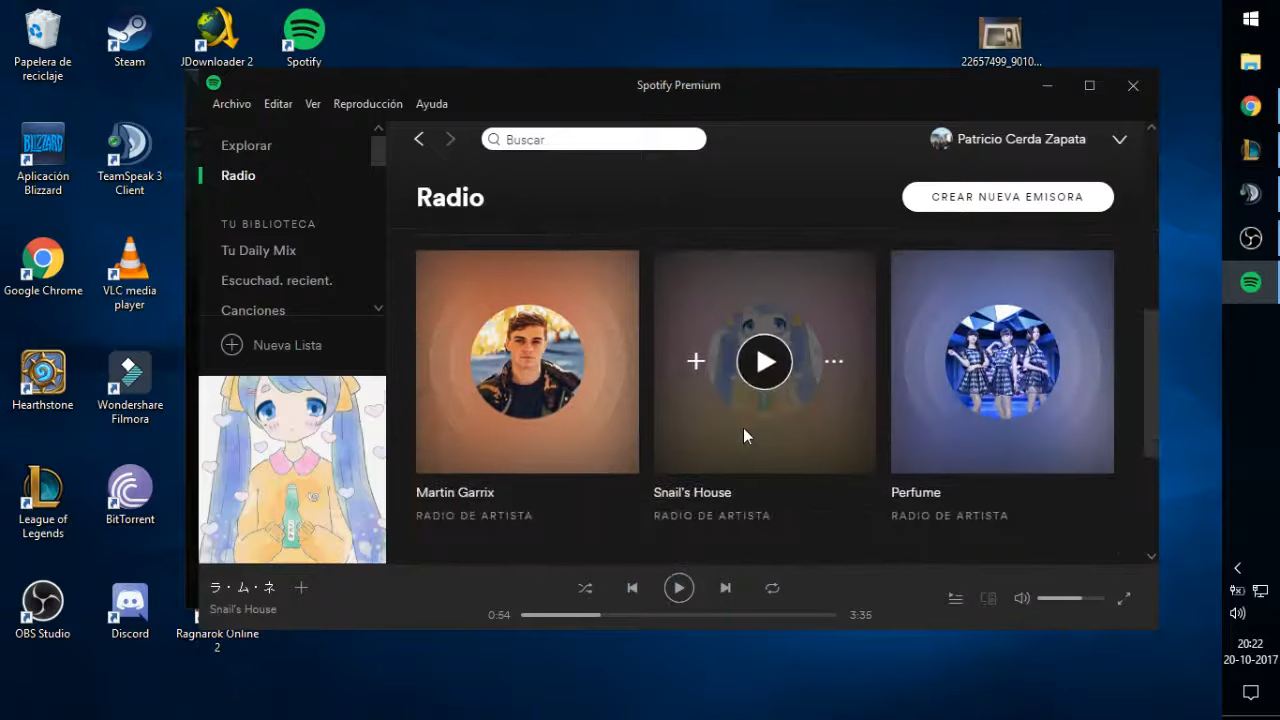 Papelera de
reciclaje
Steam
JDownloader 2
Spotify
22657499_9010...
Aplicación
Blizzard
TeamSpeak 3
Client
Google Chrome
VLC media
player
Hearthstone
Wondershare
Filmora
League of
Legends
BitTorrent
OBS Studio
Discord
Ragnarok Online
2
Spotify Premium
Archivo
Editar
Ver
Reproducción
Ayuda
Explorar
Radio
TU BIBLIOTECA
Tu Daily Mix
Escuchad. recient.
Canciones
Nueva Lista
Buscar
Patricio Cerda Zapata
Radio
CREAR NUEVA EMISORA
Martin Garrix
RADIO DE ARTISTA
Snail's House
RADIO DE ARTISTA
Perfume
RADIO DE ARTISTA
ラ・ム・ネ
Snail's House
0:54
3:35
20:22
20-10-2017